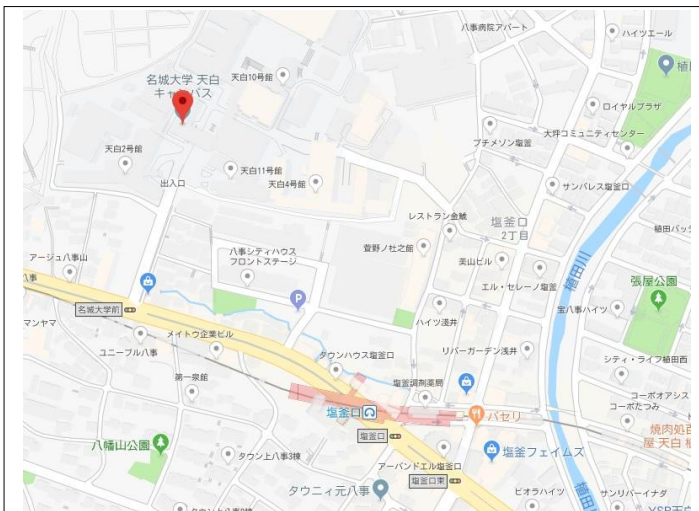 八事病院アパート
ハイツエール
植田
名城大学 天白
キャンパス
天白10号館
ロイヤルプラザ
プチメゾン塩釜
大坪コミュニティセンター
天白2号館
天白11号館
出入口
天白4号館
サンパレス塩釜口
レストラン金鯱
塩釜口
2丁目
植田パッ
萱野ノ杜之館
美山ビル
植田川
アージュ八事山
八事シティハウス
フロントステージ
エル・セレーノ塩釜
張屋公園
八事
P
宝八事ハイツ
名城大学前
ハイツ浅井
マンヤマ
メイトウ企業ビル
ユニーブル八事
タウンハウス塩釜口
リバーガーデン浅井
シティ・ライフ植田西
第一泉館
塩釜調剤薬局
コーポオアシス
コーポたつみ
塩釜口
パセリ
焼肉処
屋 天白 植
八幡山公園
塩釜口
タウン上八事3棟
塩釜フェイムズ
アーバンドエル塩釜口
タウニィ元八事
塩釜口東
ビオラハイツ
植田川
サンリバーイナダ